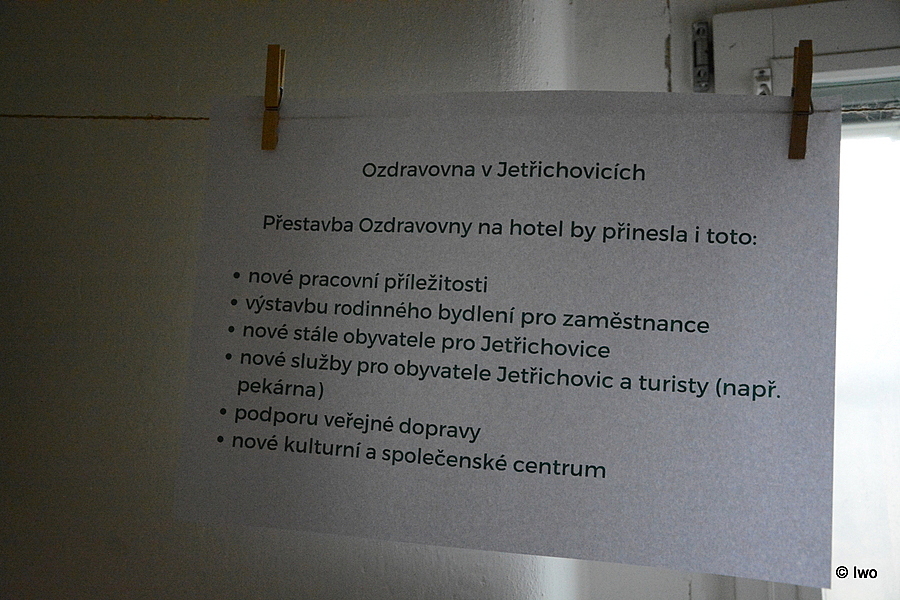 Ozdravovna v Jetřichovicích
Přestavba Ozdravovny na hotel by přinesla i toto:
• nové pracovní příležitosti
• výstavbu rodinného bydlení pro zaměstnance
• nové stále obyvatele pro Jetřichovice
• nové služby pro obyvatele Jetřichovic a turisty (např.
pekárna)
• podporu veřejné dopravy
• nové kulturní a společenské centrum
© Iwo